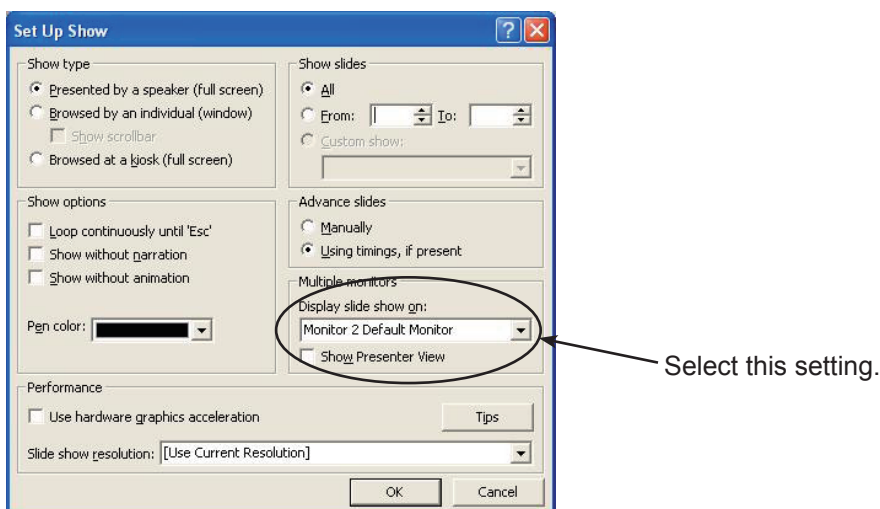 Set Up Show
Show type
Presented by a speaker (full screen)
Browsed by an individual (window)
Show scrollbar
Browsed at a kiosk (full screen)
Show slides
All
From: To:
Custom show:
Show options
Loop continuously until 'Esc'
Show without narration
Show without animation
Pen color:
Advance slides
Manually
Using timings, if present
Multiple monitors
Display slide show on:
Monitor 2 Default Monitor
Show Presenter View
Select this setting.
Performance
Use hardware graphics acceleration
Tips
Slide show resolution: [Use Current Resolution]
OK Cancel